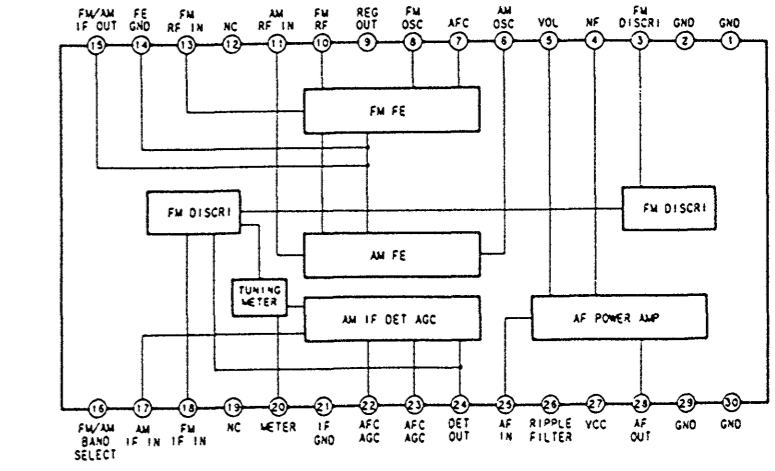 FM/AM FE FM AM FM REG FM AM FM
IF OUT GND RF IN NC RF IN RF OUT OSC AFC OSC VOL NF DISCRI GND GND
15 14 13 12 11 10 9 8 7 6 5 4 3 2 1
FM FE
FM DISCRI
FM DISCRI
AM FE
TUNING
METER
AM IF DET AGC
AF POWER AMP
16 17 18 19 20 21 22 23 24 25 26 27 28 29 30
FM/AM AM FM NC METER IF AFC AFC DET AF RIPPLE VCC AF GND GND
BAND IF IN IF IN GND AGC AGC OUT IN FILTER OUT
SELECT